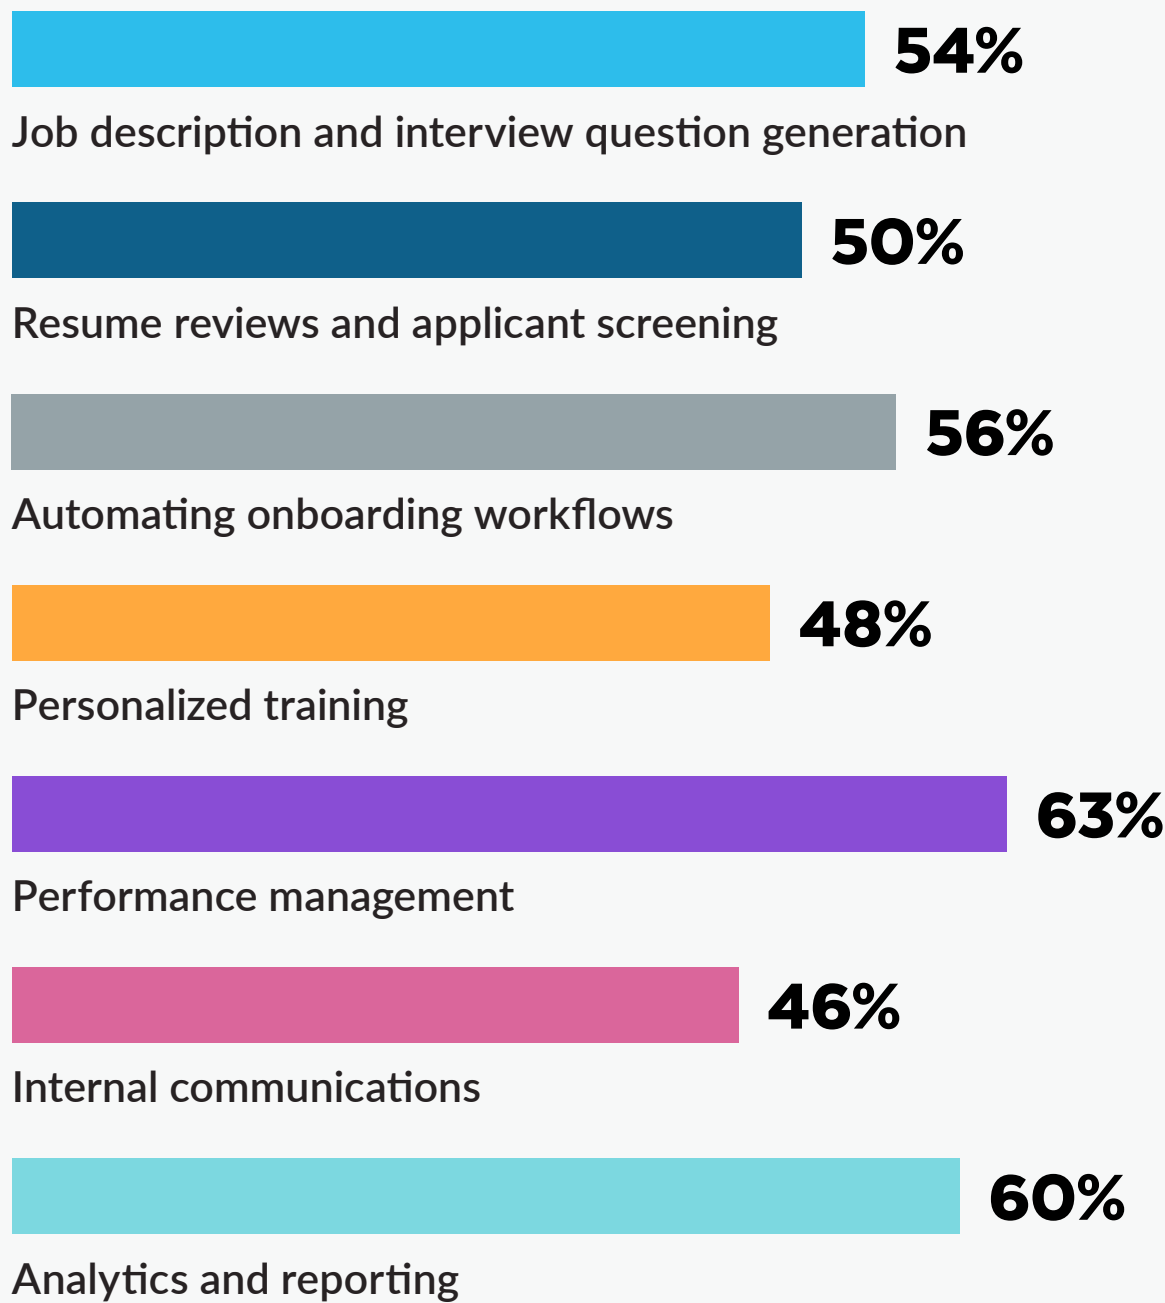 54%
Job description and interview question generation
50%
Resume reviews and applicant screening
56%
Automating onboarding workflows
48%
Personalized training
63%
Performance management
46%
Internal communications
60%
Analytics and reporting